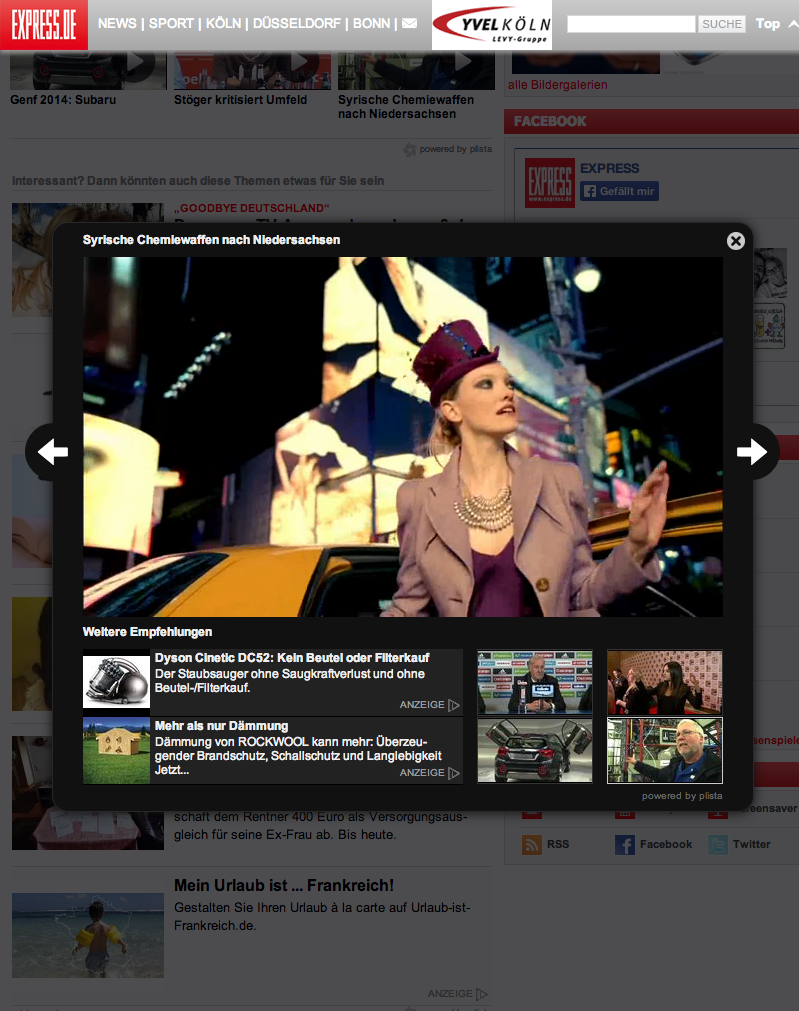 EXPRESS.DE
NEWS | SPORT | KÖLN | DÜSSELDORF | BONN |
YVEL KÖLN
LEVY-Gruppe
SUCHE
Top
Genf 2014: Subaru
Stöger kritisiert Umfeld
Syrische Chemiewaffen
nach Niedersachsen
powered by plista
alle Bildergalerien
FACEBOOK
EXPRESS
www.express.de
EXPRESS
Gefällt mir
Interessant? Dann könnten auch diese Themen etwas für Sie sein
„GOODBYE DEUTSCHLAND“
Syrische Chemiewaffen nach Niedersachsen
Weitere Empfehlungen
Dyson Cinetic DC52: Kein Beutel oder Filterkauf
Der Staubsauger ohne Saugkraftverlust und ohne
Beutel-/Filterkauf.
ANZEIGE
Mehr als nur Dämmung
Dämmung von ROCKWOOL kann mehr: Überzeu-
gender Brandschutz, Schallschutz und Langlebigkeit
Jetzt...
ANZEIGE
powered by plista
schaft dem Rentner 400 Euro als Versorgungsaus-
gleich für seine Ex-Frau ab. Bis heute.
RSS
Facebook
Twitter
Mein Urlaub ist ... Frankreich!
Gestalten Sie Ihren Urlaub à la carte auf Urlaub-ist-
Frankreich.de.
ANZEIGE